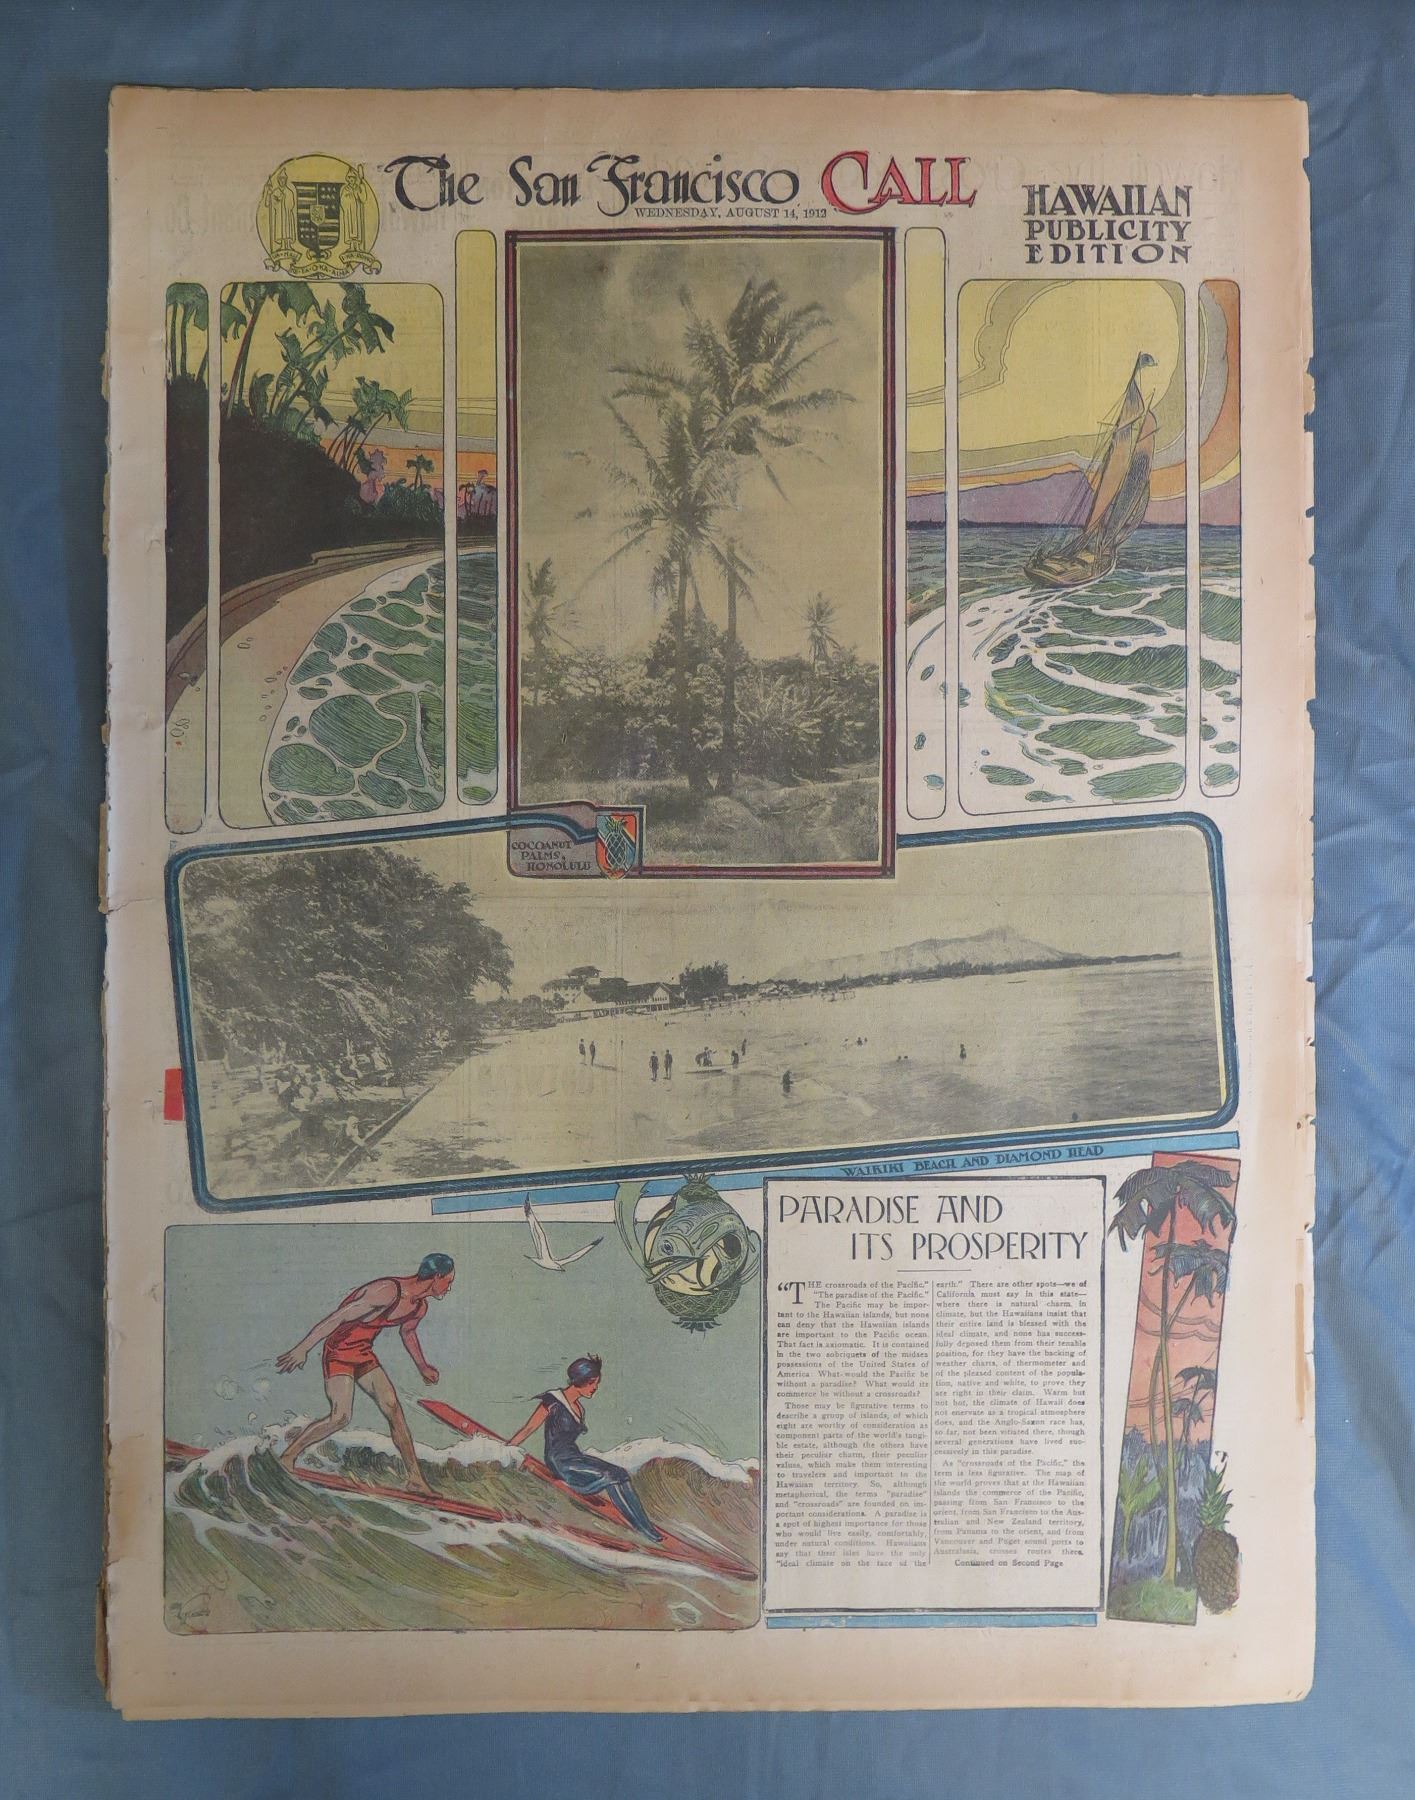 The San Francisco CALL
WEDNESDAY, AUGUST 14, 1912
HAWAIIAN
PUBLICITY
EDITION
COCOANUT
PALMS,
HONOLULU
WAIKIKI BEACH AND DIAMOND HEAD
PARADISE AND
ITS PROSPERITY
“THE crossroads of the Pacific.”
“The paradise of the Pacific.”
The Pacific may be impor-
tant to the Hawaiian islands, but none
can deny that the Hawaiian islands
are important to the Pacific ocean.
That fact is axiomatic. It is contained
in the two sobriquets of the midsea
possessions of the United States of
America. What would the Pacific be
without a paradise? What would its
commerce be without a crossroads?
Those may be figurative terms to
describe a group of islands, of which
eight are worthy of consideration as
component parts of the world's tangi-
ble estate, although the others have
their peculiar charm, their peculiar
values, which make them interesting
to travelers and important to the
Hawaiian territory. So, although
metaphorical, the terms “paradise”
and “crossroads” are founded on im-
portant considerations. A paradise is
a spot of highest importance for those
who would live easily, comfortably,
under natural conditions. Hawaiians
say that their isles have the only
“ideal climate on the face of the
earth.” There are other spots—we of
California must say in this state—
where there is natural charm in
climate, but the Hawaiians insist that
their entire land is blessed with the
ideal climate, and none has success-
fully deposed them from their tenable
position, for they have the backing of
weather charts, of thermometer and
of the pleased content of the popula-
tion, native and white, to prove they
are right in their claim. Warm but
not hot, the climate of Hawaii does
not enervate as a tropical atmosphere
does, and the Anglo-Saxon race has,
so far, not been vitiated there, though
several generations have lived suc-
cessively in this paradise.
As “crossroads of the Pacific,” the
term is less figurative. The map of
the world proves that at the Hawaiian
islands the commerce of the Pacific,
passing from San Francisco to the
orient, from San Francisco to the Aus-
tralian and New Zealand territory,
from Panama to the orient, and from
Vancouver and Puget sound ports to
Australasia, crosses routes there.
Continued on Second Page